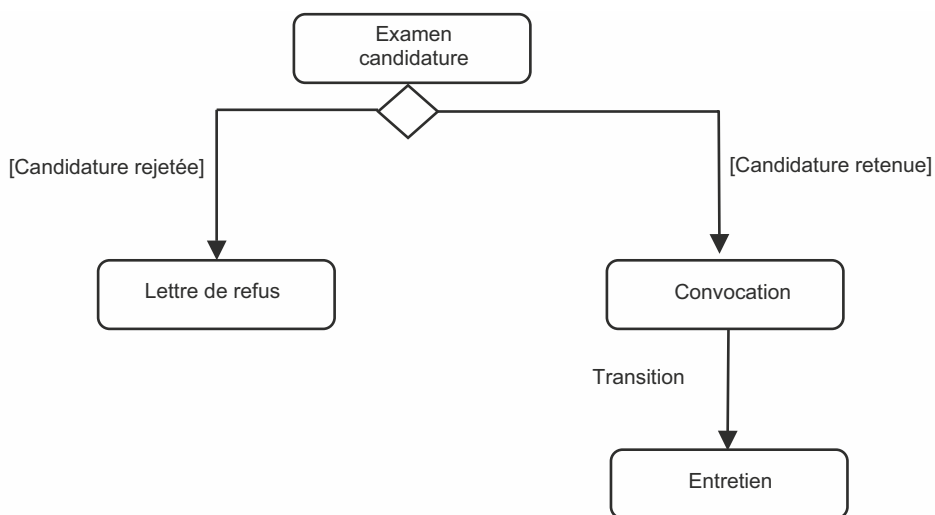 Examen
candidature
[Candidature rejetée]
[Candidature retenue]
Lettre de refus
Convocation
Transition
Entretien